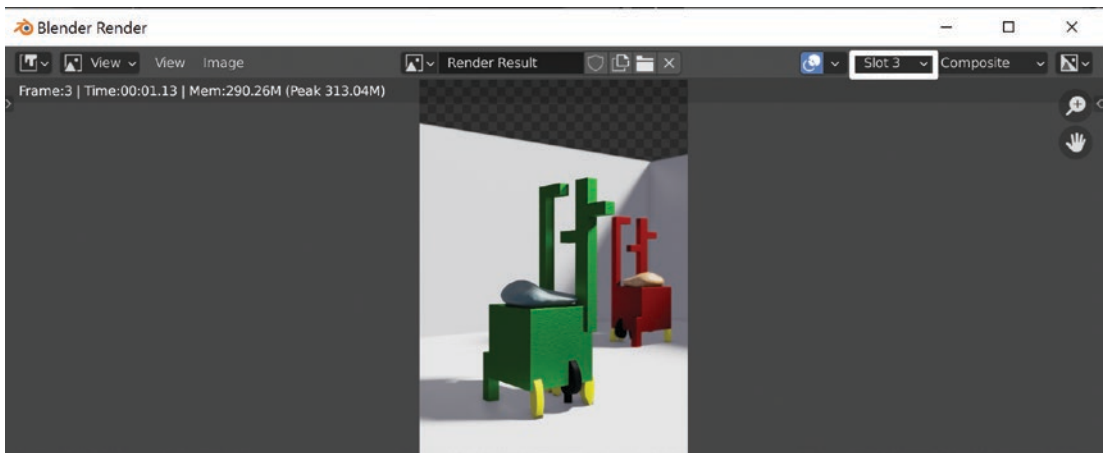 Blender Render
View View Image Render Result Slot 3 Composite
Frame:3 | Time:00:01.13 | Mem:290.26M (Peak 313.04M)